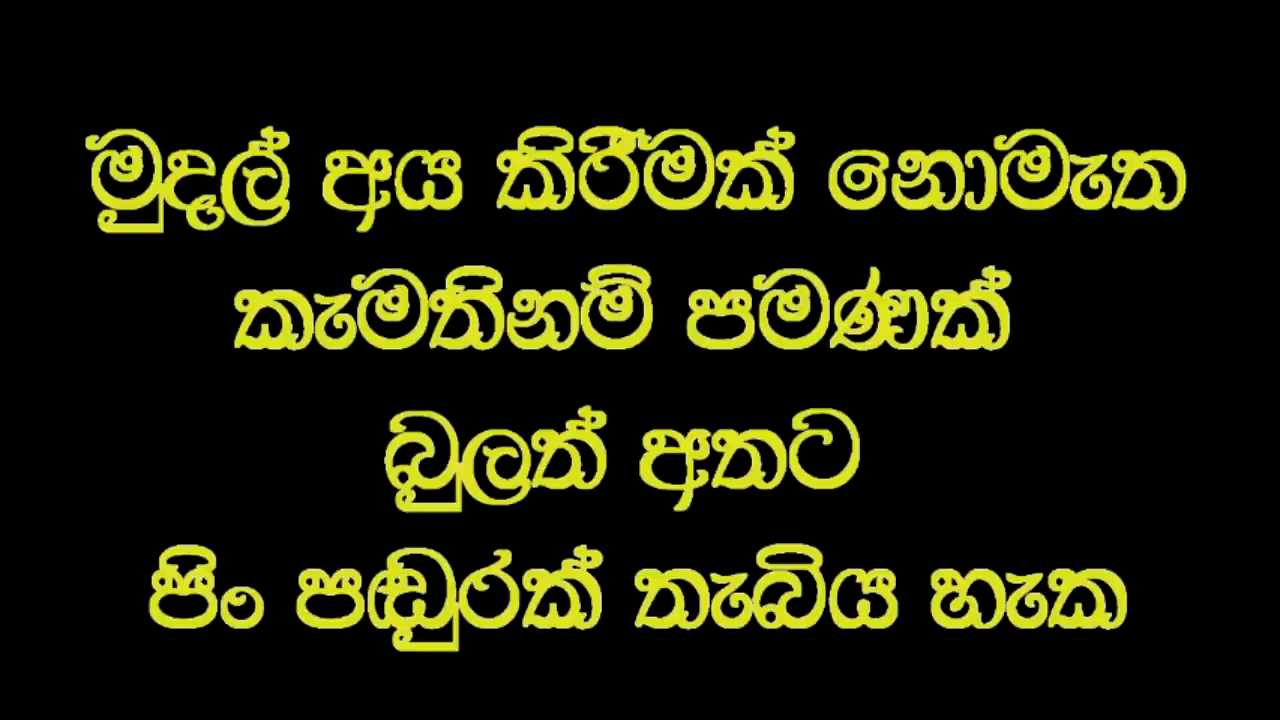 මුදල් අය කිරීමක් නොමැත
කැමතිනම් පමණක්
බුලත් අතට
පිං පඬුරක් තැබිය හැක